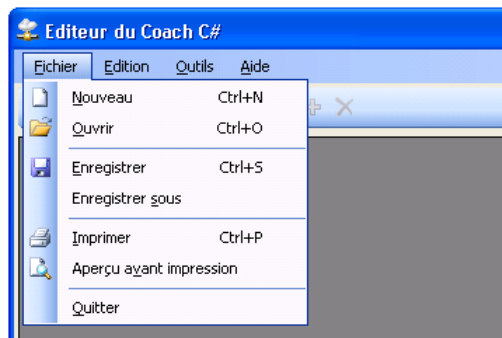 Editeur du Coach C#
Fichier Edition Outils Aide
Nouveau Ctrl+N
Ouvrir Ctrl+O
Enregistrer Ctrl+S
Enregistrer sous
Imprimer Ctrl+P
Aperçu avant impression
Quitter